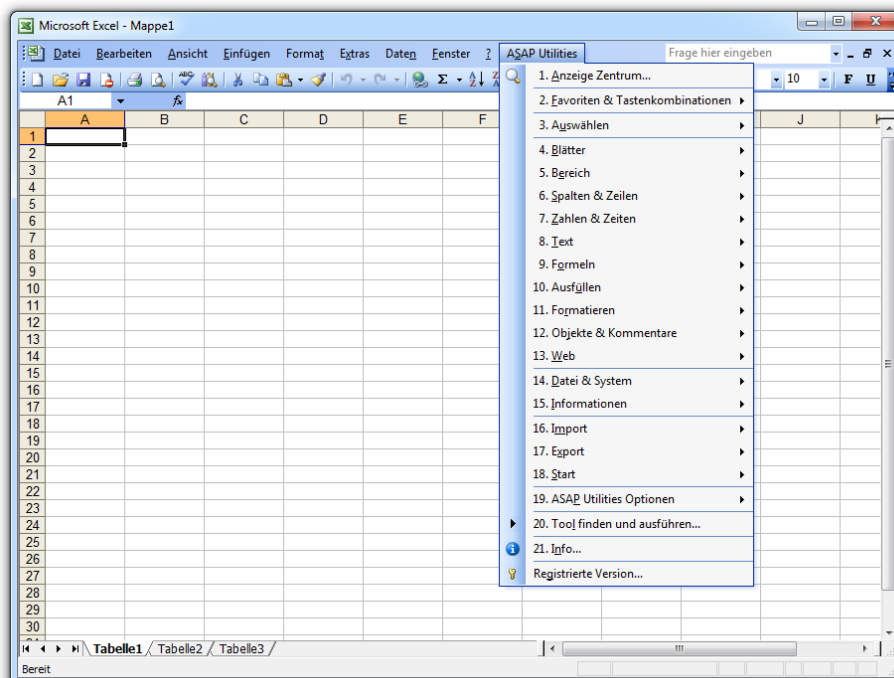 Microsoft Excel - Mappe1
Datei Bearbeiten Ansicht Einfügen Format Extras Daten Fenster ? ASAP Utilities Frage hier eingeben
10 F U
A1 fx
A B C D E F J
1
2
3
4
5
6
7
8
9
10
11
12
13
14
15
16
17
18
19
20
21
22
23
24
25
26
27
28
29
30
1. Anzeige Zentrum...
2. Favoriten & Tastenkombinationen
3. Auswählen
4. Blätter
5. Bereich
6. Spalten & Zeilen
7. Zahlen & Zeiten
8. Text
9. Formeln
10. Ausfüllen
11. Formatieren
12. Objekte & Kommentare
13. Web
14. Datei & System
15. Informationen
16. Import
17. Export
18. Start
19. ASAP Utilities Optionen
20. Tool finden und ausführen...
21. Info...
Registrierte Version...
Tabelle1 Tabelle2 Tabelle3
Bereit